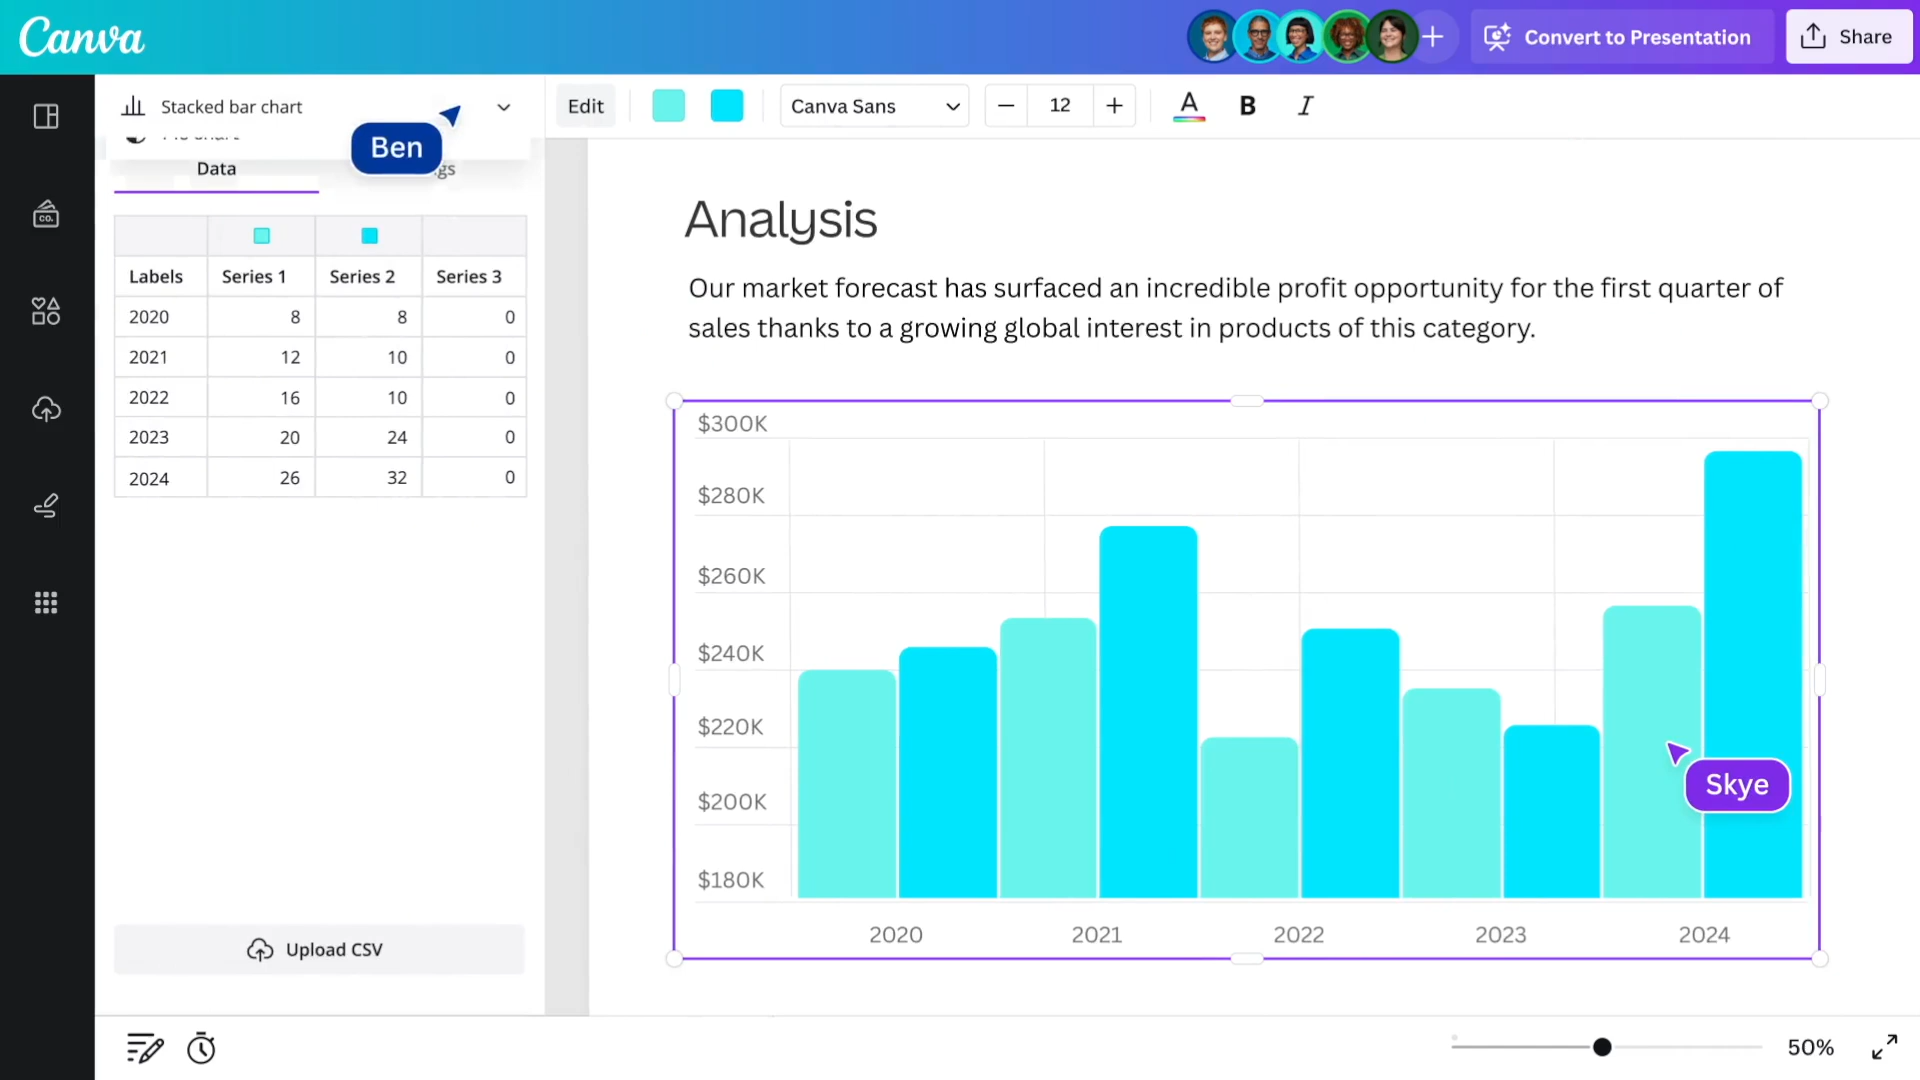 Canva
Convert to Presentation
Share
Stacked bar chart
Ben
Edit
Canva Sans
12
A
B
I
Data
Labels Series 1 Series 2 Series 3
2020 8 8 0
2021 12 10 0
2022 16 10 0
2023 20 24 0
2024 26 32 0
Upload CSV
Analysis
Our market forecast has surfaced an incredible profit opportunity for the first quarter of
sales thanks to a growing global interest in products of this category.
$300K
$280K
$260K
$240K
$220K
$200K
$180K
2020 2021 2022 2023 2024
Skye
50%